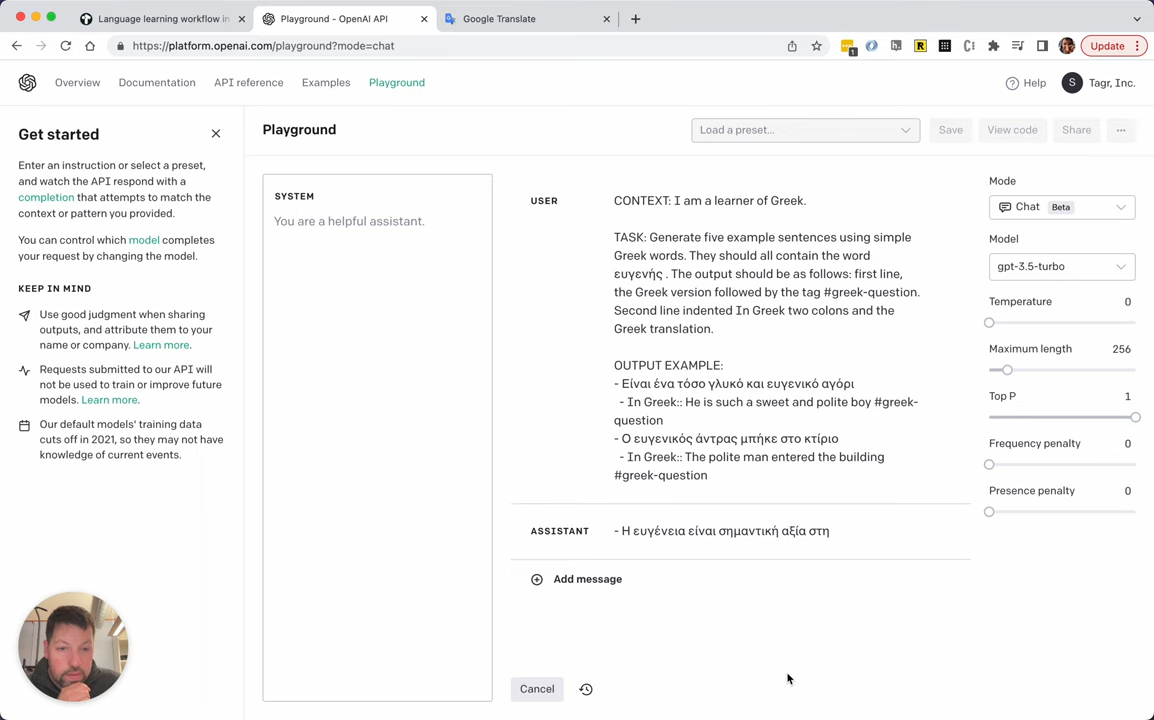 Language learning workflow in
Playground - OpenAI API
Google Translate
https://platform.openai.com/playground?mode=chat
1
R
Update
Overview
Documentation
API reference
Examples
Playground
Help
S
Tagr, Inc.
Get started
Enter an instruction or select a preset,
and watch the API respond with a
completion that attempts to match the
context or pattern you provided.
You can control which model completes
your request by changing the model.
KEEP IN MIND
Use good judgment when sharing
outputs, and attribute them to your
name or company. Learn more.
Requests submitted to our API will
not be used to train or improve future
models. Learn more.
Our default models' training data
cuts off in 2021, so they may not have
knowledge of current events.
Playground
Load a preset...
Save
View code
Share
...
SYSTEM
You are a helpful assistant.
USER
CONTEXT: I am a learner of Greek.
TASK: Generate five example sentences using simple
Greek words. They should all contain the word
ευγενής . The output should be as follows: first line,
the Greek version followed by the tag #greek-question.
Second line indented In Greek two colons and the
Greek translation.
OUTPUT EXAMPLE:
- Είναι ένα τόσο γλυκό και ευγενικό αγόρι
- In Greek:: He is such a sweet and polite boy #greek-
question
- Ο ευγενικός άντρας μπήκε στο κτίριο
- In Greek:: The polite man entered the building
#greek-question
ASSISTANT
- Η ευγένεια είναι σημαντική αξία στη
Add message
Cancel
Mode
Chat Beta
Model
gpt-3.5-turbo
Temperature 0
Maximum length 256
Top P 1
Frequency penalty 0
Presence penalty 0